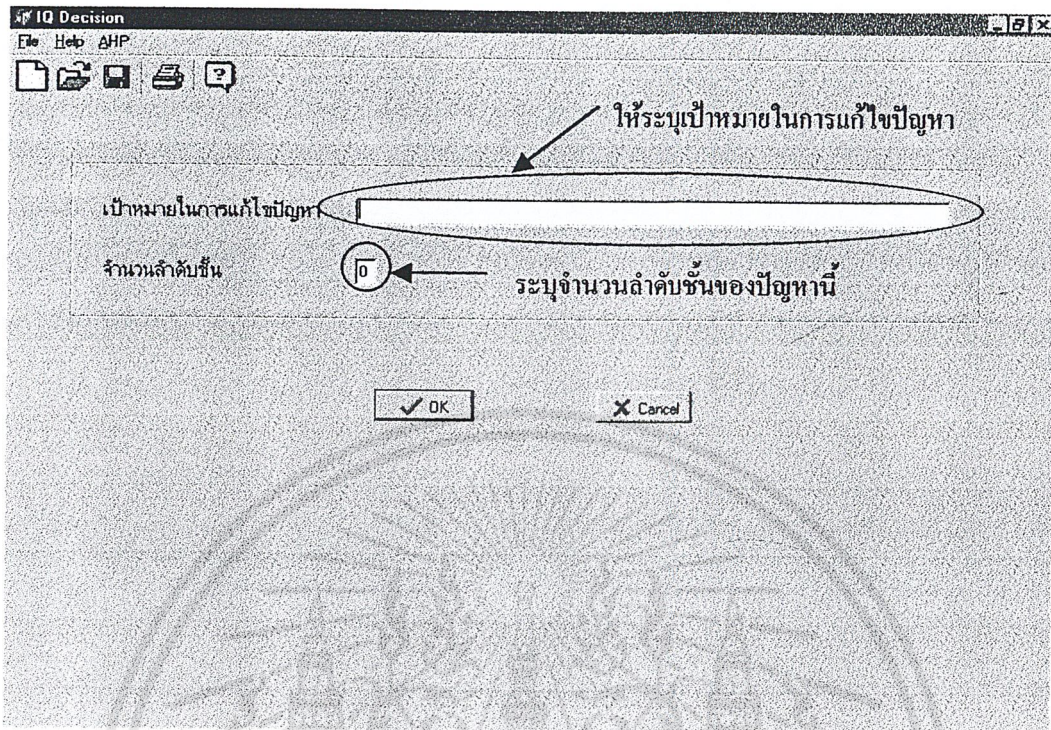 IQ Decision
File Help AHP
ให้ระบุเป้าหมายในการแก้ไขปัญหา
เป้าหมายในการแก้ไขปัญหา
จำนวนลำดับชั้น 0
ระบุจำนวนลำดับชั้นของปัญหานี้
OK Cancel